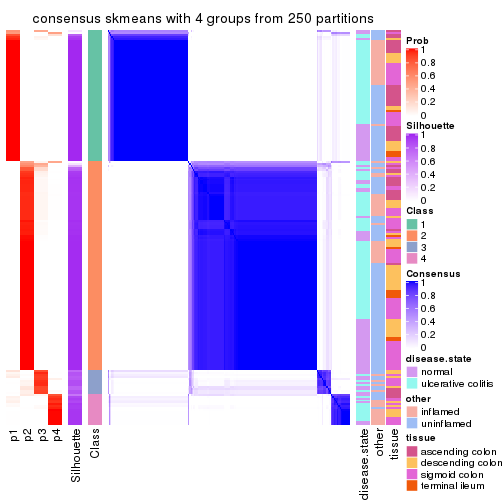 consensus skmeans with 4 groups from 250 partitions
Prob
1
0.8
0.6
0.4
0.2
0
Silhouette
1
0.8
0.6
0.4
0.2
0
Class
1
2
3
4
Consensus
1
0.8
0.6
0.4
0.2
0
disease.state
normal
ulcerative colitis
other
inflamed
uninflamed
tissue
ascending colon
descending colon
sigmoid colon
terminal ileum
p1
p2
p3
p4
Silhouette
Class
disease.state
other
tissue